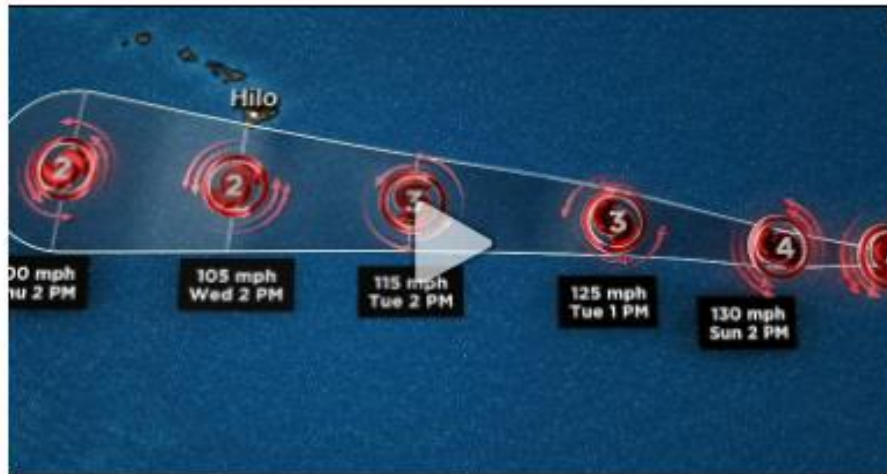 Hilo
2
2
3
3
4
00 mph
hu 2 PM
105 mph
Wed 2 PM
115 mph
Tue 2 PM
125 mph
Tue 1 PM
130 mph
Sun 2 PM